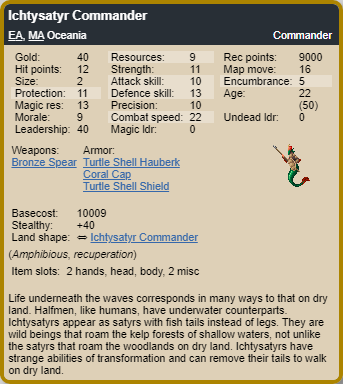 Ichtysatyr Commander
EA, MA Oceania Commander
Gold: 40 Resources: 9 Rec points: 9000
Hit points: 12 Strength: 11 Map move: 16
Size: 2 Attack skill: 10 Encumbrance: 5
Protection: 11 Defence skill: 13 Age: 22
Magic res: 13 Precision: 10 (50)
Morale: 9 Combat speed: 22 Undead ldr: 0
Leadership: 40 Magic ldr: 0
Weapons: Armor:
Bronze Spear Turtle Shell Hauberk
Coral Cap
Turtle Shell Shield
Basecost: 10009
Stealthy: +40
Land shape: ⇔ Ichtysatyr Commander
(Amphibious, recuperation)
Item slots: 2 hands, head, body, 2 misc
Life underneath the waves corresponds in many ways to that on dry
land. Halfmen, like humans, have underwater counterparts.
Ichtysatyrs appear as satyrs with fish tails instead of legs. They are
wild beings that roam the kelp forests of shallow waters, not unlike
the satyrs that roam the woodlands on dry land. Ichtysatyrs have
strange abilities of transformation and can remove their tails to walk
on dry land.